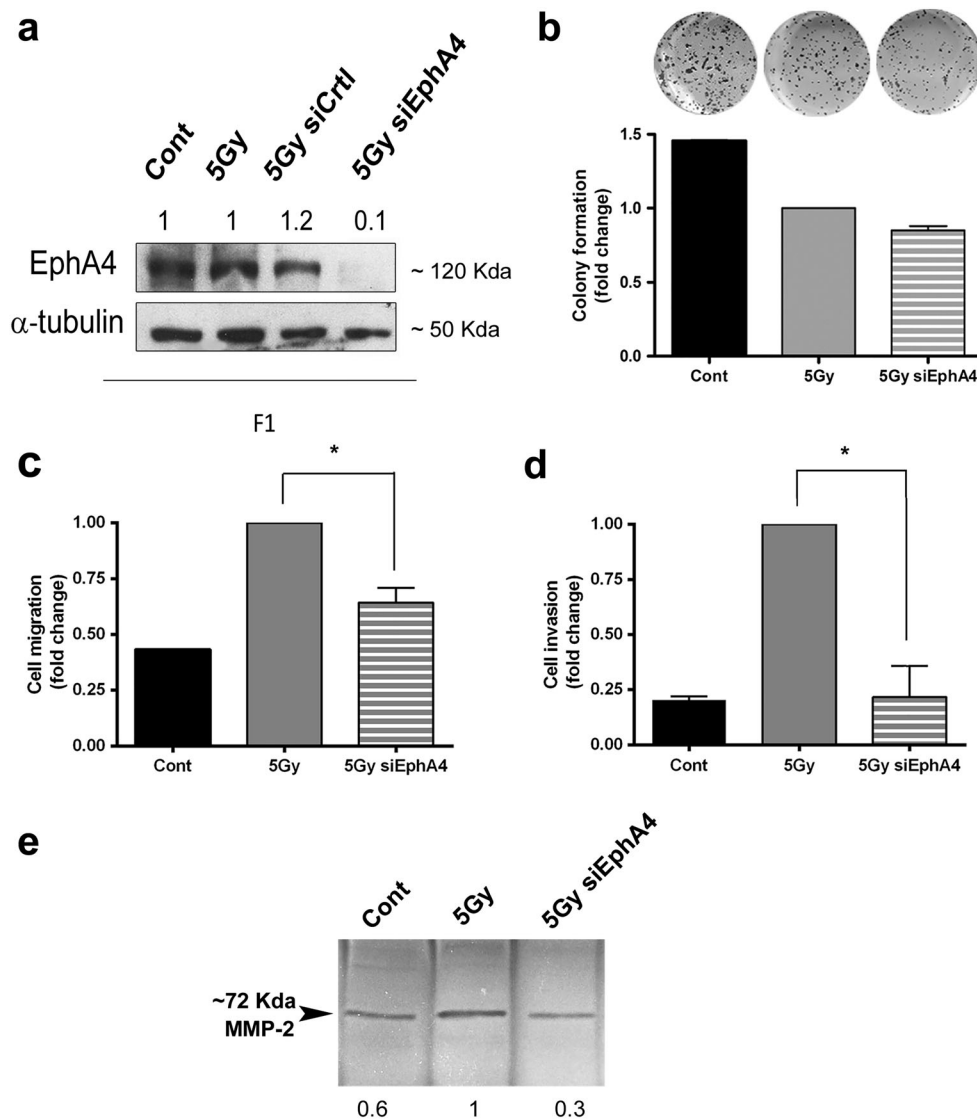 a
Cont
5Gy
5Gy siCrtl
5Gy siEphA4
1 1 1.2 0.1
EphA4
~ 120 Kda
α-tubulin
~ 50 Kda
F1
b
1.5
1.0
0.5
0.0
Colony formation
(fold change)
Cont 5Gy 5Gy siEphA4
c
*
1.00
0.75
0.50
0.25
0.00
Cell migration
(fold change)
Cont 5Gy 5Gy siEphA4
d
*
1.00
0.75
0.50
0.25
0.00
Cell invasion
(fold change)
Cont 5Gy 5Gy siEphA4
e
Cont
5Gy
5Gy siEphA4
~72 Kda
MMP-2
0.6 1 0.3